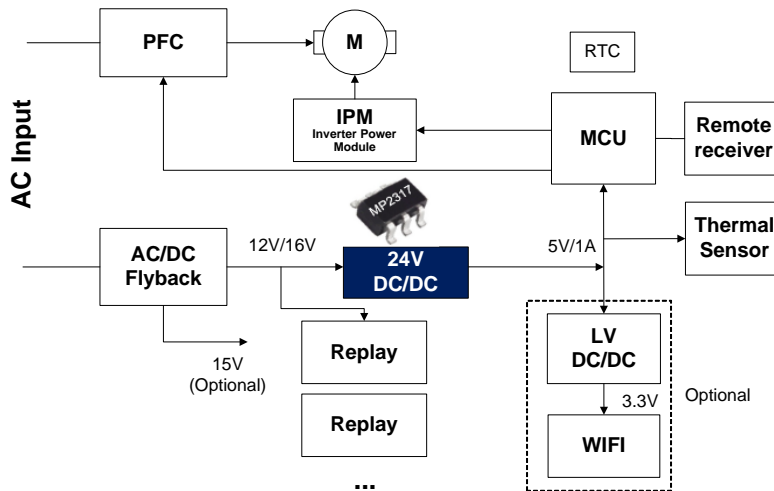 PFC
M
RTC
IPM
Inverter Power
Module
MCU
Remote
receiver
AC Input
MP2317
AC/DC
Flyback
12V/16V
24V
DC/DC
5V/1A
Thermal
Sensor
15V
(Optional)
Replay
Replay
...
LV
DC/DC
3.3V
WIFI
Optional